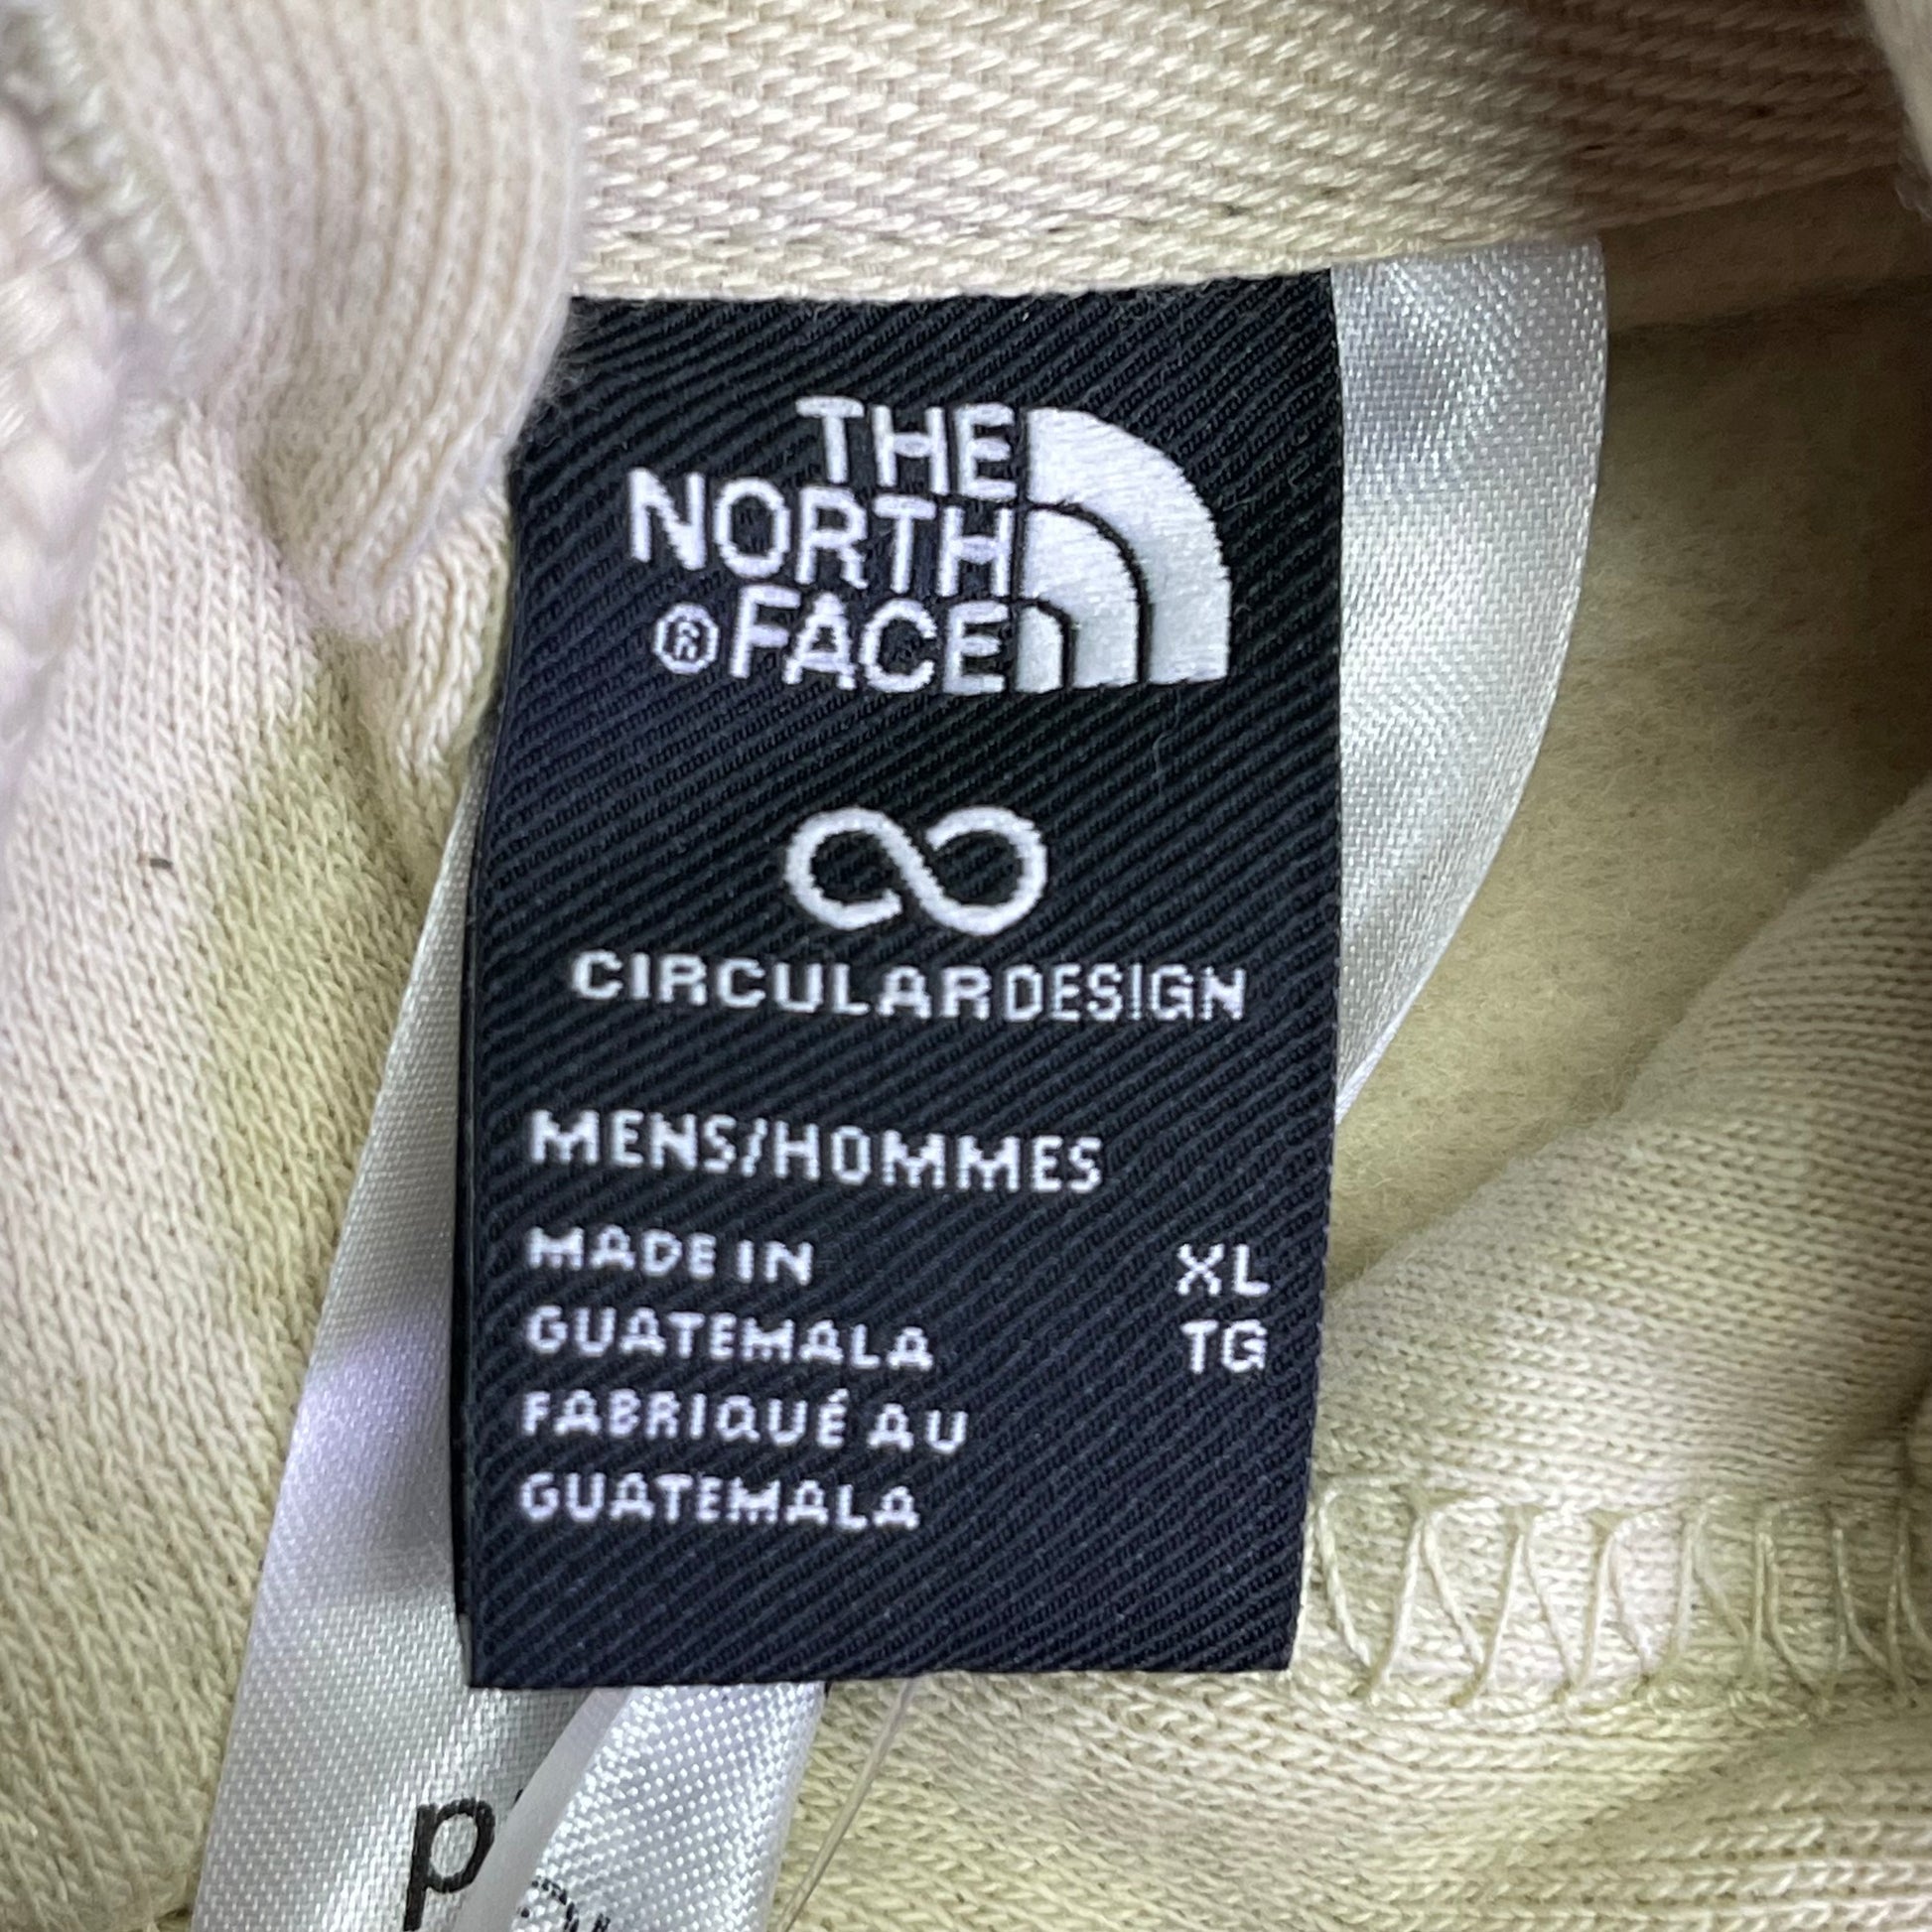 THE
NORTH
®FACE
CIRCULARDESIGN
MENS/HOMMES
MADE IN
GUATEMALA
FABRIQUÉ AU
GUATEMALA
XL
TG